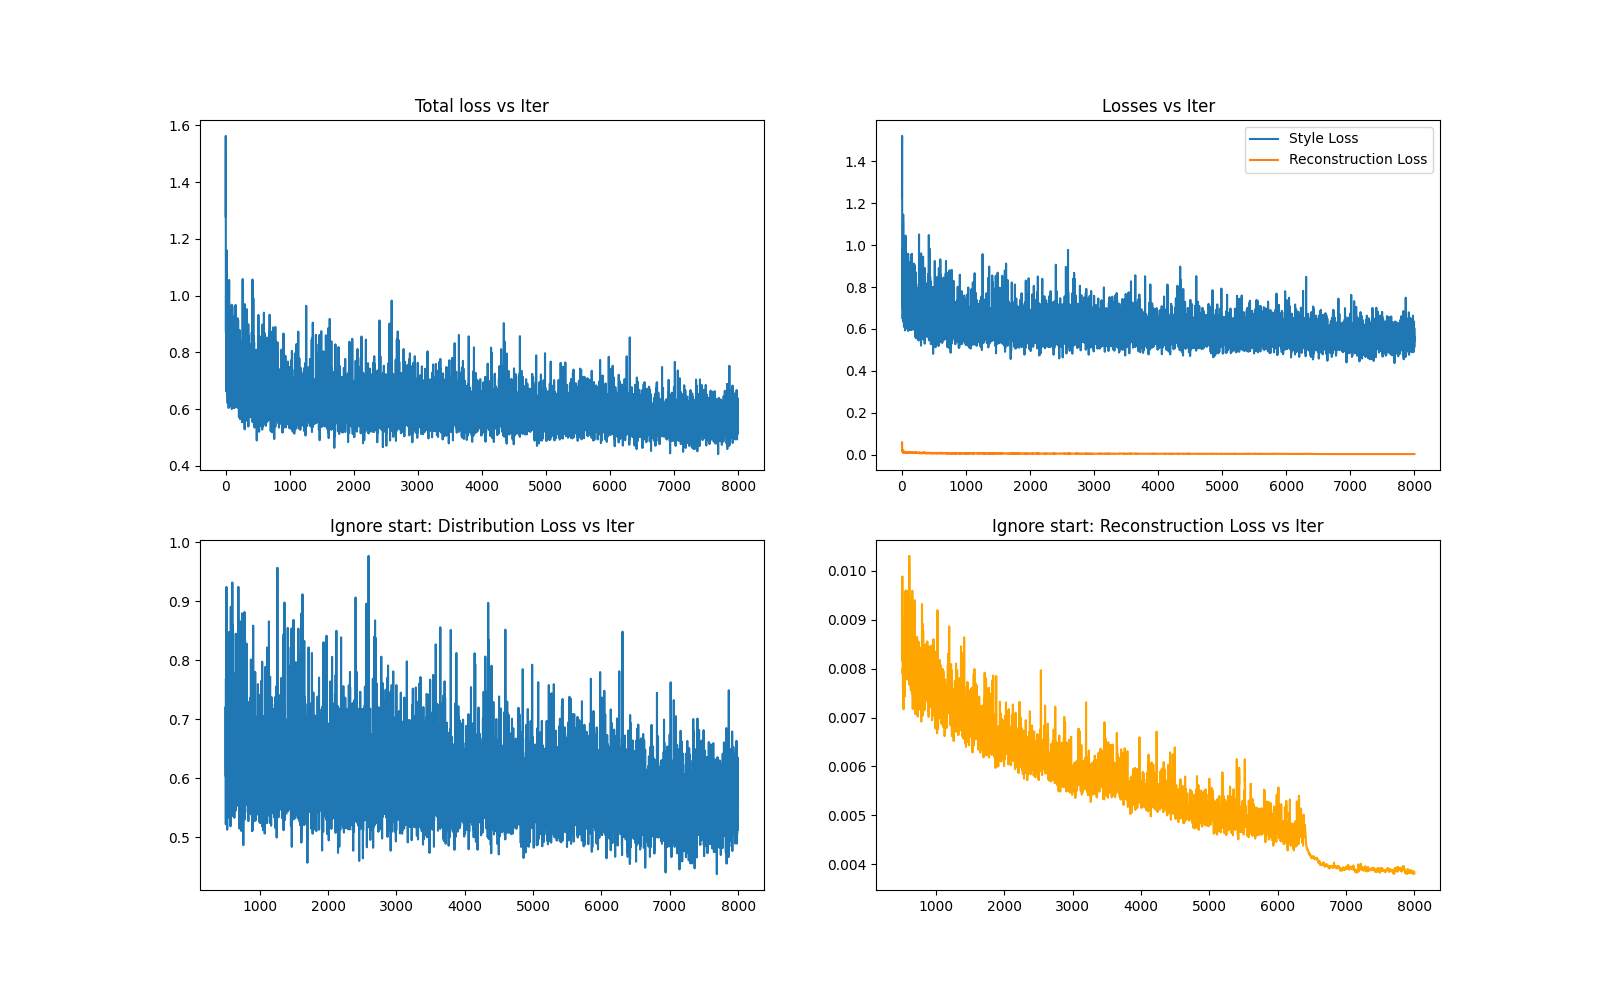 Total loss vs Iter
1.6
1.4
1.2
1.0
0.8
0.6
0.4
0 1000 2000 3000 4000 5000 6000 7000 8000
Losses vs Iter
Style Loss
Reconstruction Loss
1.4
1.2
1.0
0.8
0.6
0.4
0.2
0.0
0 1000 2000 3000 4000 5000 6000 7000 8000
Ignore start: Distribution Loss vs Iter
1.0
0.9
0.8
0.7
0.6
0.5
1000 2000 3000 4000 5000 6000 7000 8000
Ignore start: Reconstruction Loss vs Iter
0.010
0.009
0.008
0.007
0.006
0.005
0.004
1000 2000 3000 4000 5000 6000 7000 8000